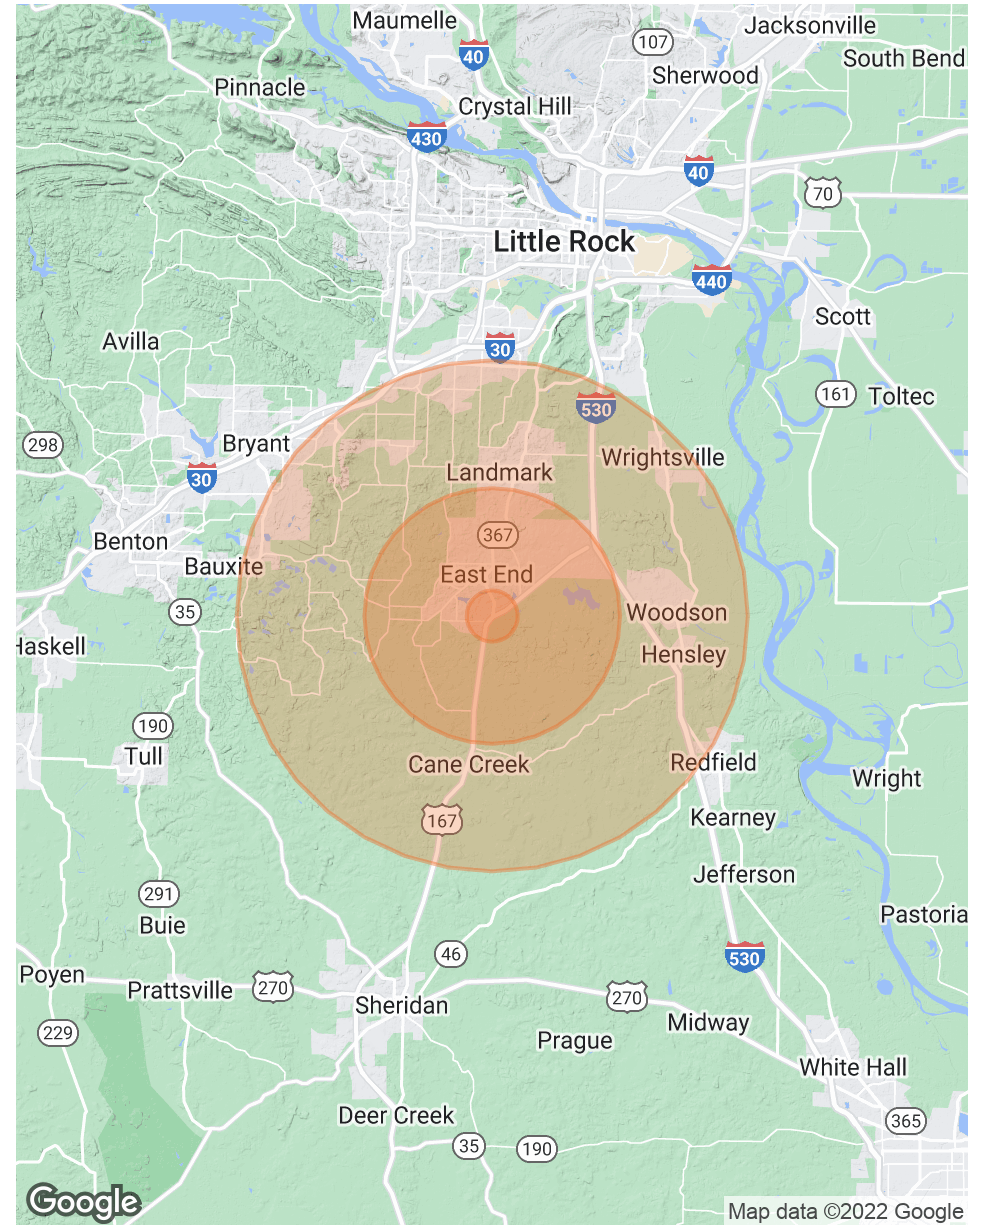 Maumelle
Jacksonville
107
40
South Bend
Sherwood
Pinnacle
Crystal Hill
430
40
70
Little Rock
440
Scott
Avilla
30
161
Toltec
530
298
Bryant
Wrightsville
30
Landmark
367
Benton
Bauxite
East End
35
Woodson
Haskell
Hensley
190
Tull
Cane Creek
Redfield
Wright
167
Kearney
Jefferson
291
Buie
Pastoria
46
530
Poyen
Prattsville
270
Sheridan
270
229
Midway
Prague
White Hall
Deer Creek
365
35
190
Google
Map data ©2022 Google